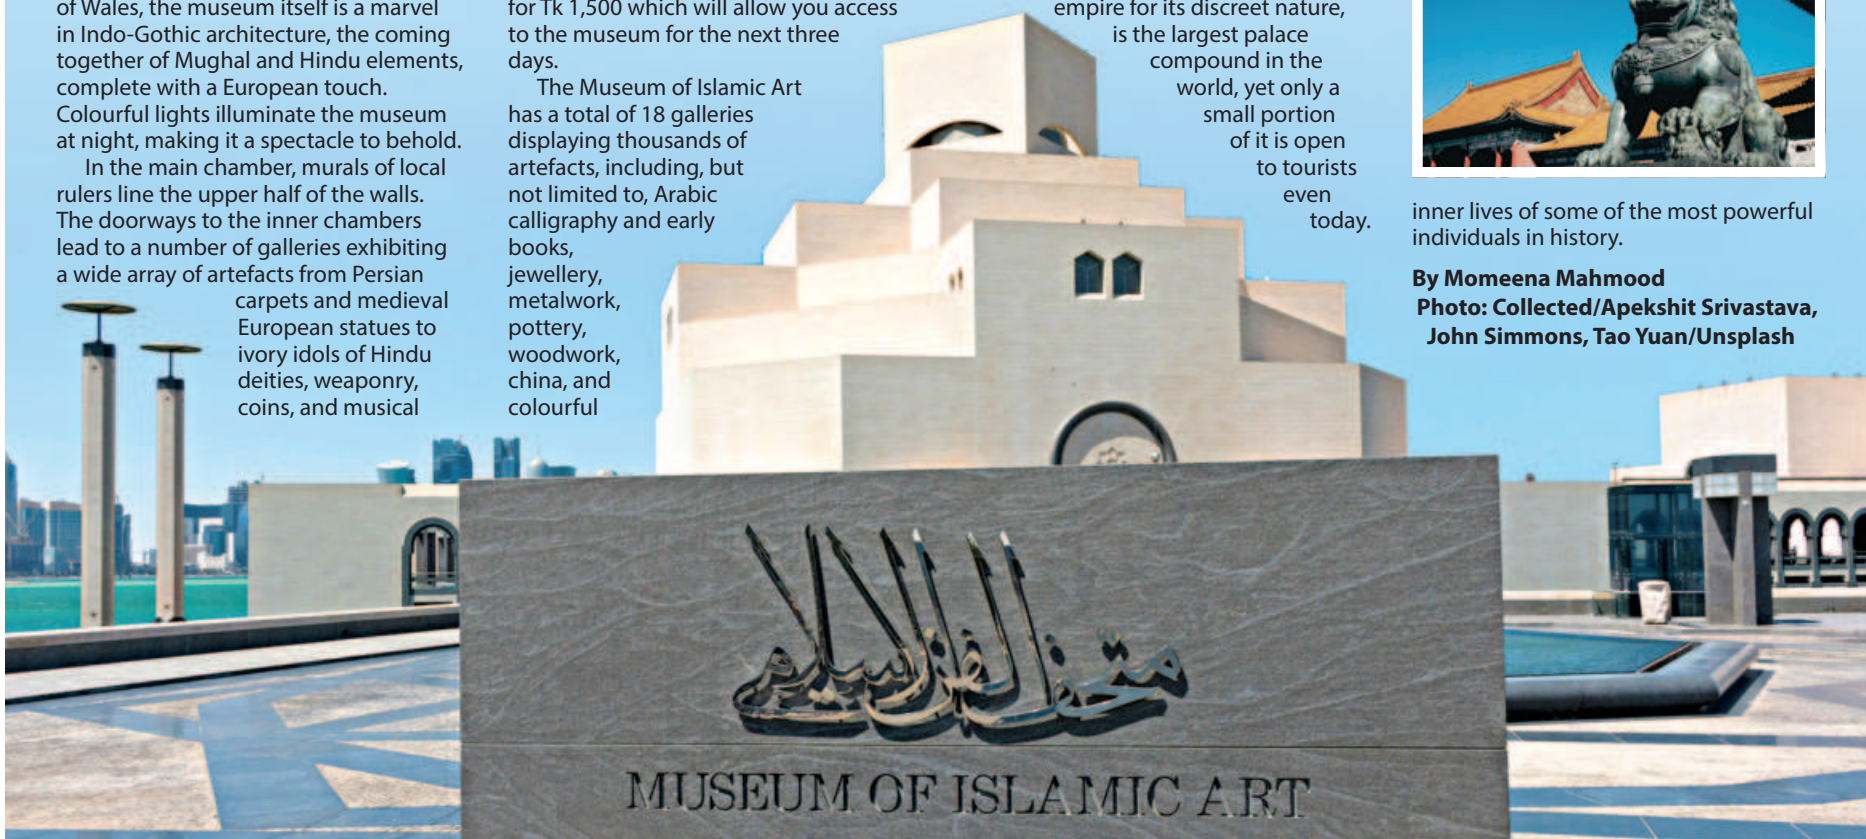 of Wales, the museum itself is a marvel
in Indo-Gothic architecture, the coming
together of Mughal and Hindu elements,
complete with a European touch.
Colourful lights illuminate the museum
at night, making it a spectacle to behold.
In the main chamber, murals of local
rulers line the upper half of the walls.
The doorways to the inner chambers
lead to a number of galleries exhibiting
a wide array of artefacts from Persian
carpets and medieval
European statues to
ivory idols of Hindu
deities, weaponry,
coins, and musical
for Tk 1,500 which will allow you access
to the museum for the next three
days.
The Museum of Islamic Art
has a total of 18 galleries
displaying thousands of
artefacts, including, but
not limited to, Arabic
calligraphy and early
books,
jewellery,
metalwork,
pottery,
woodwork,
china, and
colourful
empire for its discreet nature,
is the largest palace
compound in the
world, yet only a
small portion
of it is open
to tourists
even
today.
inner lives of some of the most powerful
individuals in history.
By Momeena Mahmood
Photo: Collected/Apekshit Srivastava,
John Simmons, Tao Yuan/Unsplash
متحف الفن الإسلامي
MUSEUM OF ISLAMIC ART